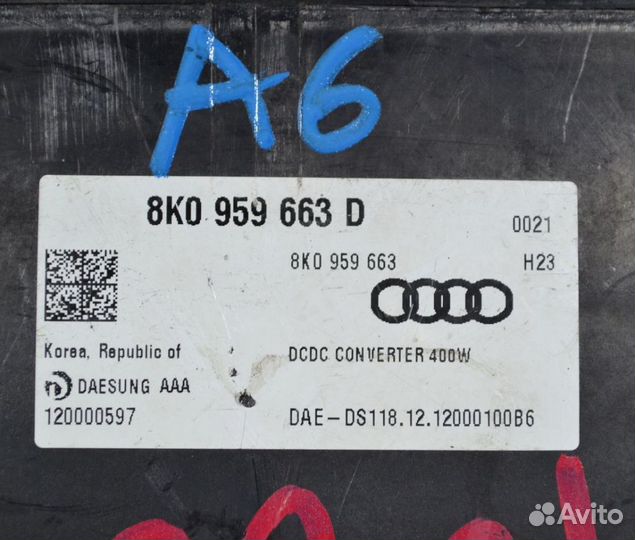 A6
8K0 959 663 D
0021
8K0 959 663
H23
Korea, Republic of
DCDC CONVERTER 400W
DAESUNG AAA
120000597
DAE-DS118.12.12000100B6
Avito